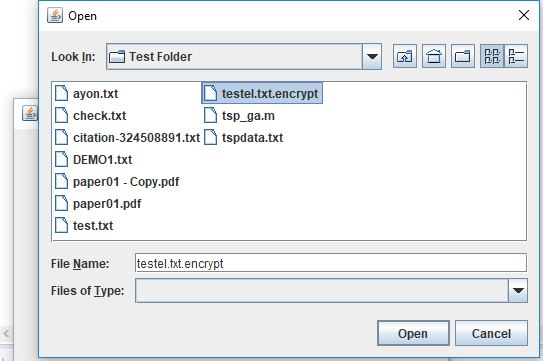 Open
Look In: Test Folder
ayon.txt
check.txt
citation-324508891.txt
DEMO1.txt
paper01 - Copy.pdf
paper01.pdf
test.txt
testel.txt.encrypt
tsp_ga.m
tspdata.txt
File Name: testel.txt.encrypt
Files of Type:
Open Cancel